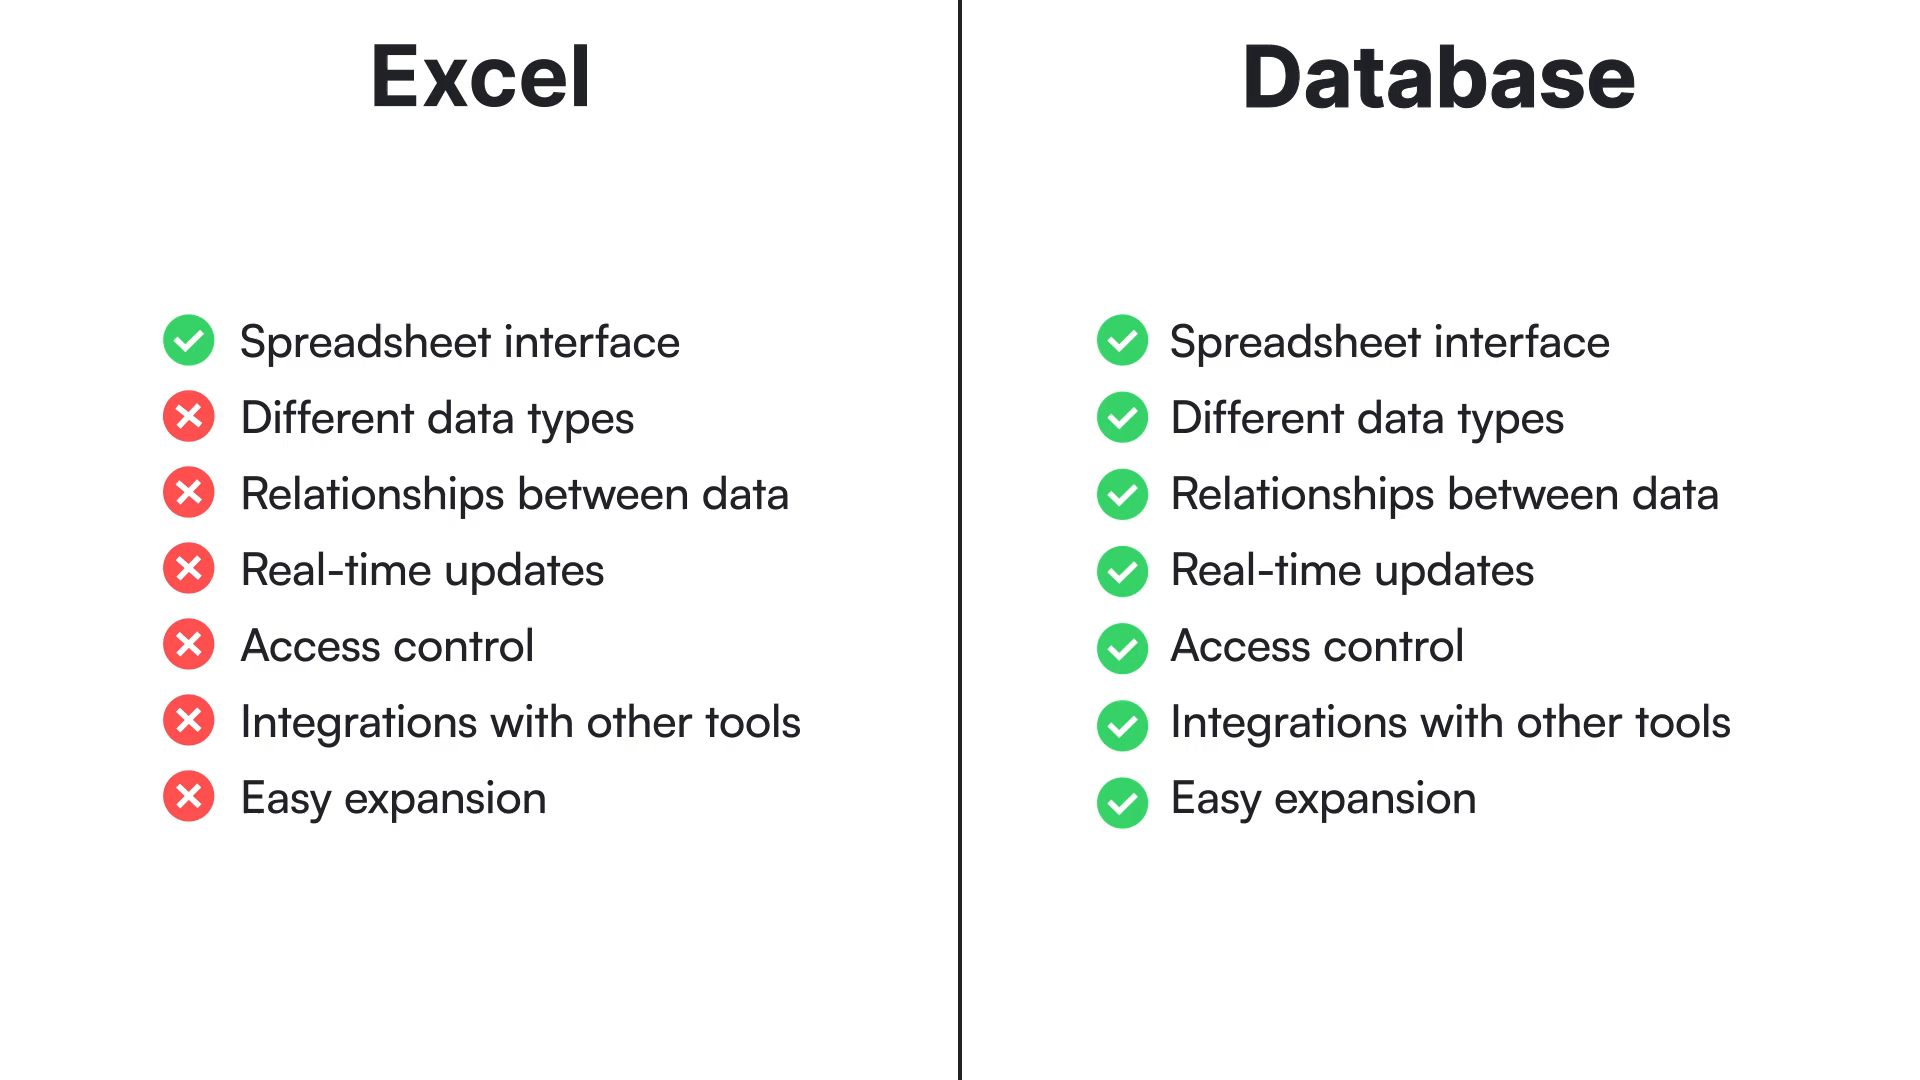 Excel
Spreadsheet interface
Different data types
Relationships between data
Real-time updates
Access control
Integrations with other tools
Easy expansion
Database
Spreadsheet interface
Different data types
Relationships between data
Real-time updates
Access control
Integrations with other tools
Easy expansion